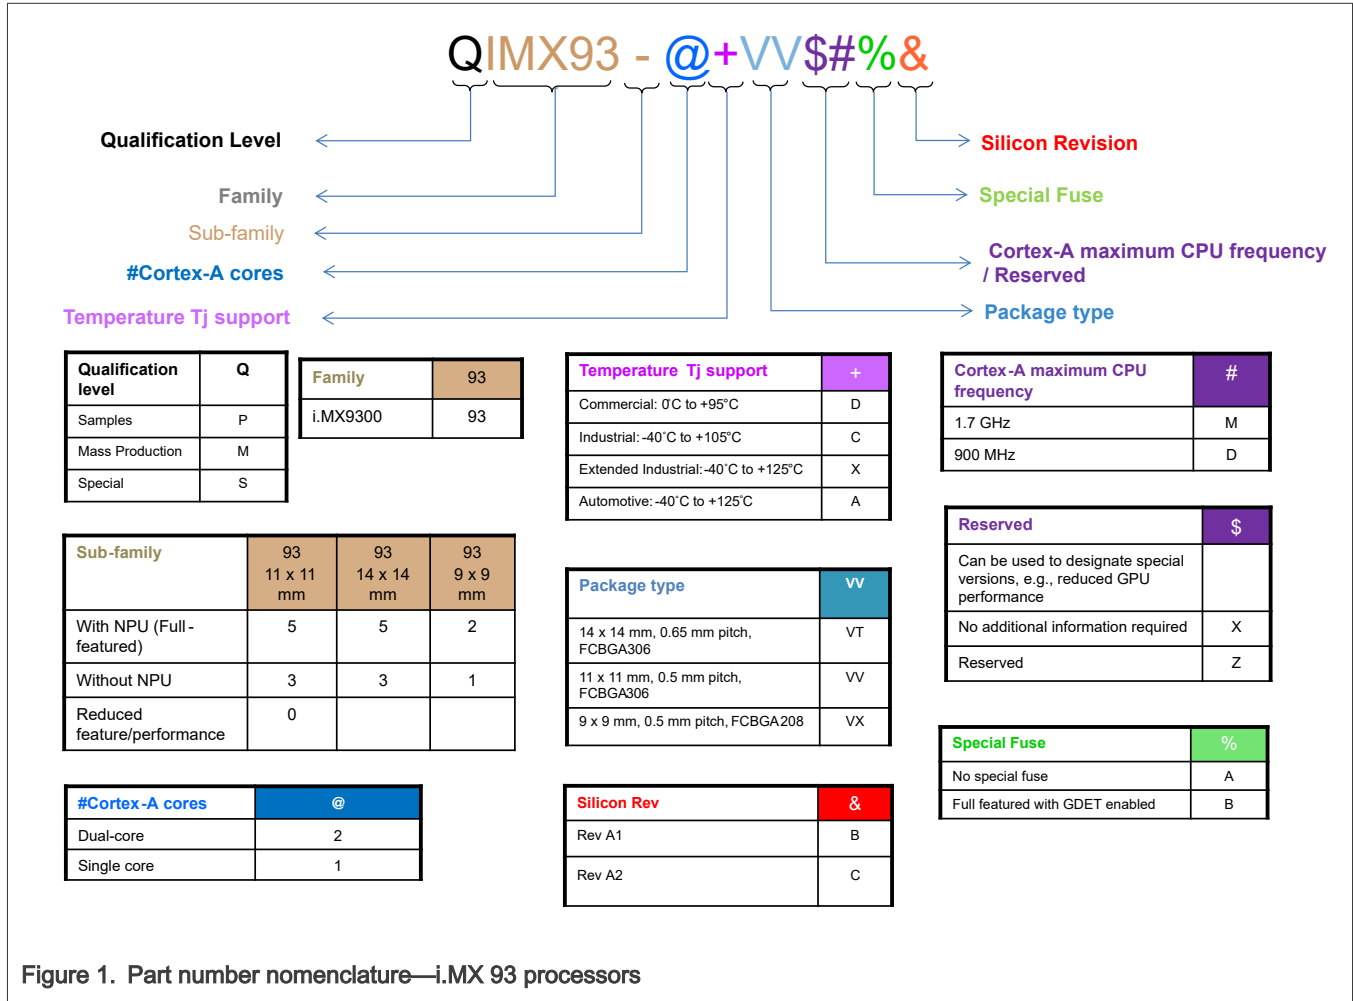 QIMX93 - @+VV$#%&
Qualification Level
Silicon Revision
Family
Special Fuse
Sub-family
#Cortex-A cores
Cortex-A maximum CPU frequency
/ Reserved
Temperature Tj support
Package type
Qualification
level
Q
Samples
P
Mass Production
M
Special
S
Family
93
i.MX9300
93
Temperature Tj support
+
Commercial: 0°C to +95°C
D
Industrial: -40°C to +105°C
C
Extended Industrial: -40°C to +125°C
X
Automotive: -40°C to +125°C
A
Cortex-A maximum CPU
frequency
#
1.7 GHz
M
900 MHz
D
Sub-family
93
11 x 11
mm
93
14 x 14
mm
93
9 x 9
mm
With NPU (Full-
featured)
5
5
2
Without NPU
3
3
1
Reduced
feature/performance
0
Package type
VV
14 x 14 mm, 0.65 mm pitch,
FCBGA306
VT
11 x 11 mm, 0.5 mm pitch,
FCBGA306
VV
9 x 9 mm, 0.5 mm pitch, FCBGA208
VX
Reserved
$
Can be used to designate special
versions, e.g., reduced GPU
performance
No additional information required
X
Reserved
Z
#Cortex-A cores
@
Dual-core
2
Single core
1
Silicon Rev
&
Rev A1
B
Rev A2
C
Special Fuse
%
No special fuse
A
Full featured with GDET enabled
B
Figure 1. Part number nomenclature—i.MX 93 processors